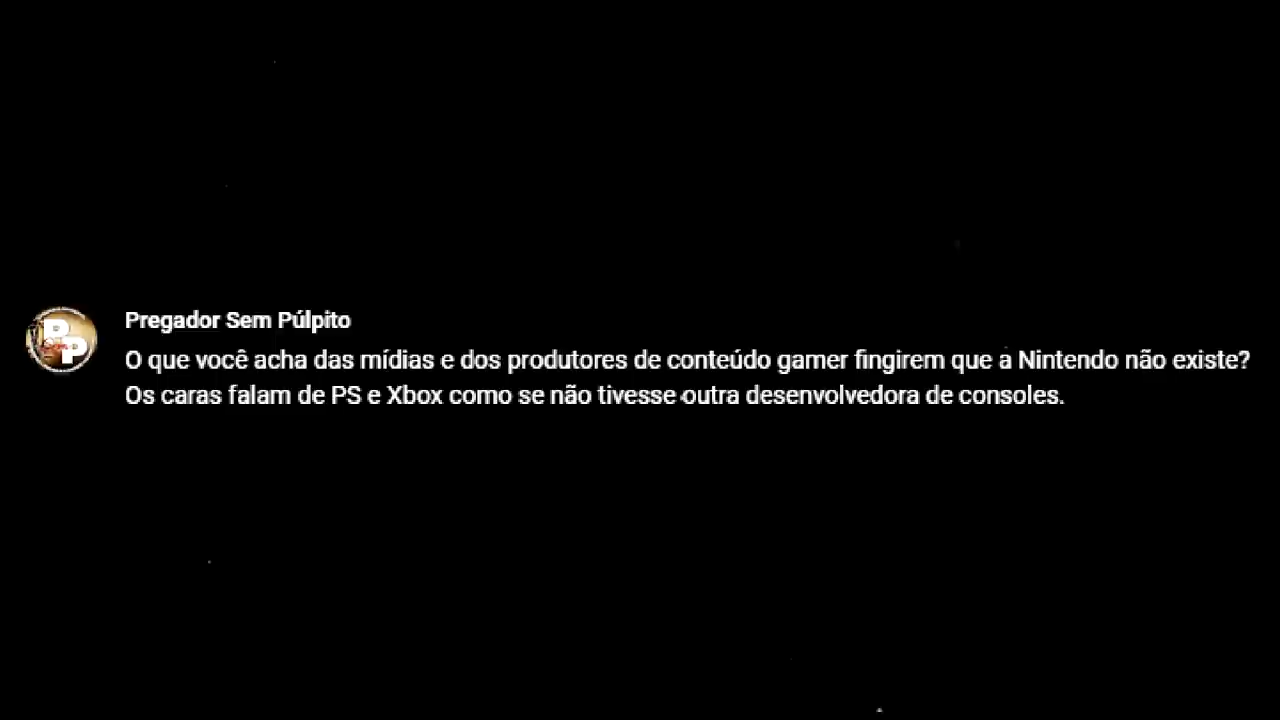 Pregador Sem Púlpito
O que você acha das mídias e dos produtores de conteúdo gamer fingirem que a Nintendo não existe?
Os caras falam de PS e Xbox como se não tivesse outra desenvolvedora de consoles.